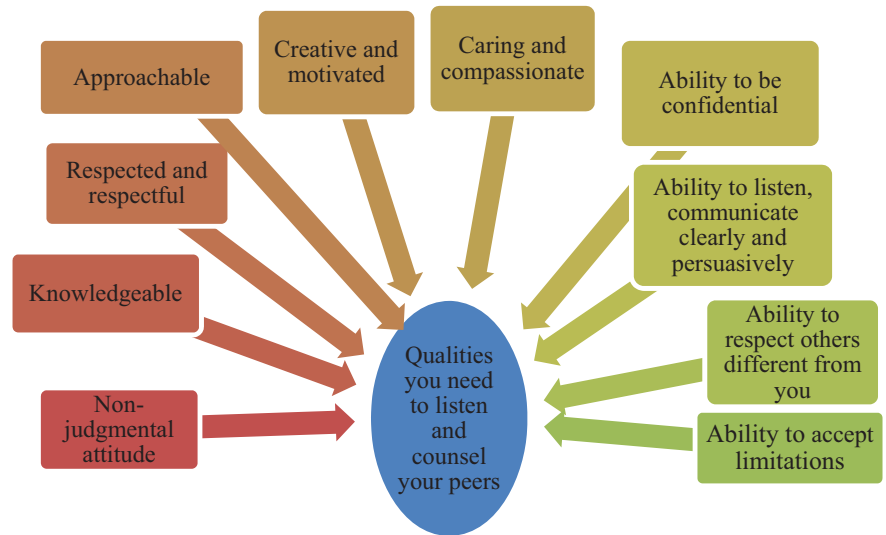 Creative and
motivated
Caring and
compassionate
Approachable
Ability to be
confidential
Respected and
respectful
Ability to listen,
communicate
clearly and
persuasively
Knowledgeable
Ability to
respect others
different from
you
Non-
judgmental
attitude
Ability to accept
limitations
Qualities
you need
to listen
and
counsel
your peers